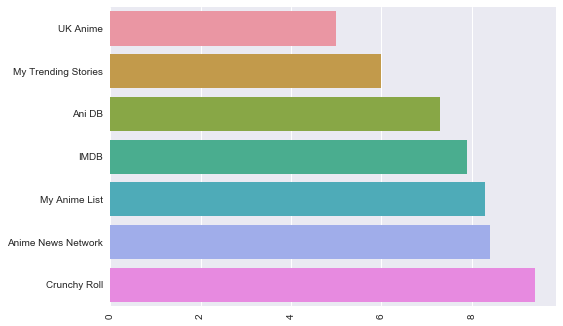 UK Anime
My Trending Stories
Ani DB
IMDB
My Anime List
Anime News Network
Crunchy Roll
0 2 4 6 8